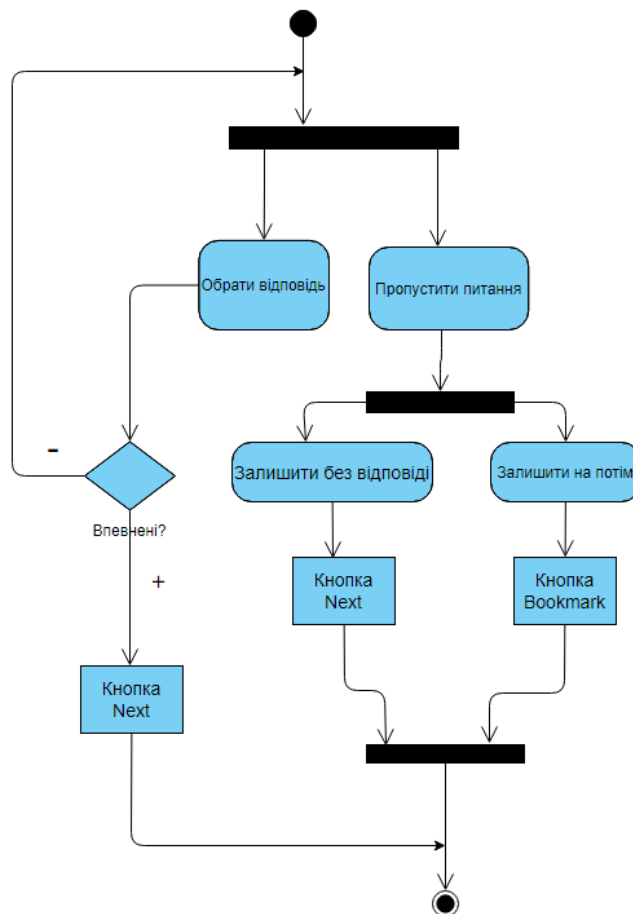 Обрати відповідь
Пропустити питання
-
Залишити без відповіді
Залишити на потім
Впевнені?
+
Кнопка
Next
Кнопка
Bookmark
Кнопка
Next